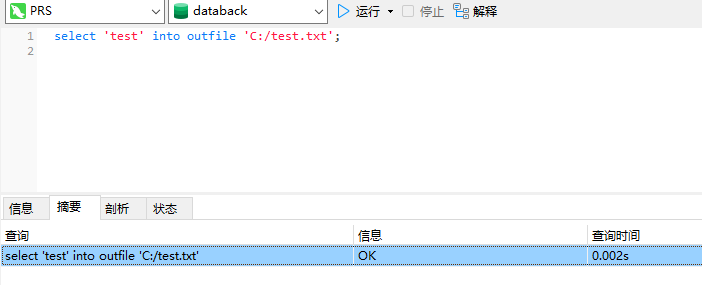 PRS databack 运行 停止 解释
1 select 'test' into outfile 'C:/test.txt';
2
信息 摘要 剖析 状态
查询 信息 查询时间
select 'test' into outfile 'C:/test.txt' OK 0.002s